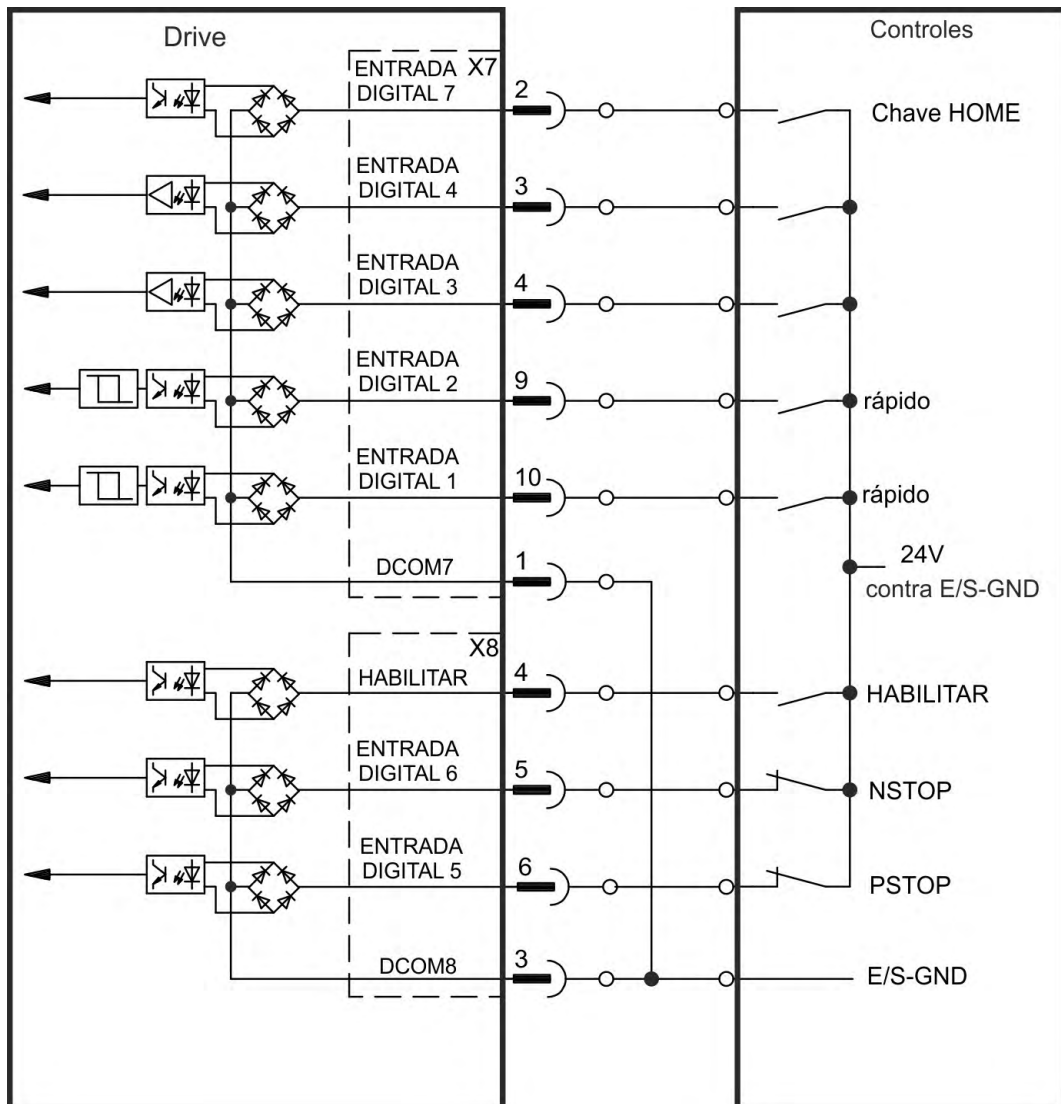 Drive
Controles
ENTRADA X7
DIGITAL 7
2
Chave HOME
ENTRADA
DIGITAL 4
3
ENTRADA
DIGITAL 3
4
ENTRADA
DIGITAL 2
9
rápido
ENTRADA
DIGITAL 1
10
rápido
DCOM7
1
24V
contra E/S-GND
X8
HABILITAR
4
HABILITAR
ENTRADA
DIGITAL 6
5
NSTOP
ENTRADA
DIGITAL 5
6
PSTOP
DCOM8
3
E/S-GND